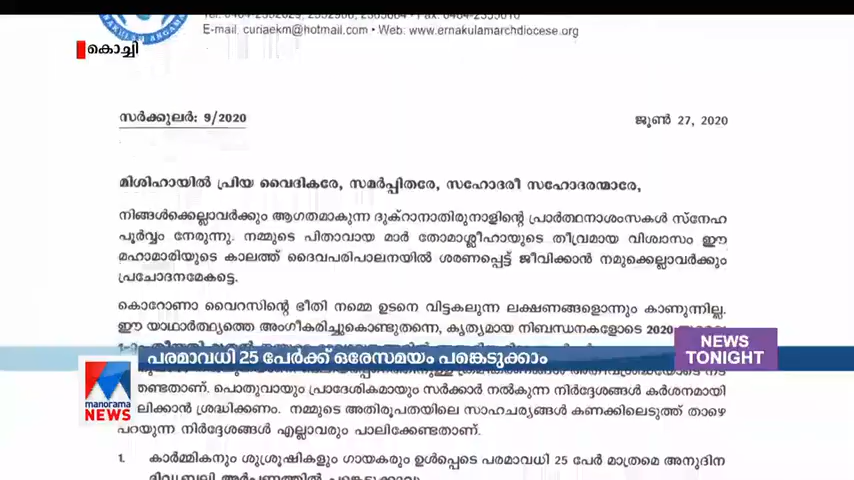 E-mail. curiaekm@hotmail.com • Web: www.ernakulamarchdiocese.org
കൊച്ചി
സർക്കുലർ: 9/2020
ജൂൺ 27, 2020
മിശിഹായിൽ പ്രിയ വൈദികരേ, സമർപ്പിതരേ, സഹോദരീ സഹോദരന്മാരേ,
നിങ്ങൾക്കെല്ലാവർക്കും ആഗതമാകുന്ന ദുക്റാനാതിരുനാളിന്റെ പ്രാർത്ഥനാശംസകൾ സ്നേഹ
പൂർവ്വം നേരുന്നു. നമ്മുടെ പിതാവായ മാർ തോമാശ്ലീഹായുടെ തീവ്രമായ വിശ്വാസം ഈ
മഹാമാരിയുടെ കാലത്ത് ദൈവപരിപാലനയിൽ ശരണപ്പെട്ട് ജീവിക്കാൻ നമുക്കെല്ലാവർക്കും
പ്രചോദനമേകട്ടെ.
കൊറോണാ വൈറസിന്റെ ഭീതി നമ്മെ ഉടനെ വിട്ടകലുന്ന ലക്ഷണങ്ങളൊന്നും കാണുന്നില്ല.
ഈ യാഥാർത്ഥ്യത്തെ അംഗീകരിച്ചുകൊണ്ടുതന്നെ, കൃത്യമായ നിബന്ധനകളോടെ 2020
NEWS
TONIGHT
പരമാവധി 25 പേർക്ക് ഒരേസമയം പങ്കെടുക്കാം
manorama
NEWS
ണ്ടതാണ്. പൊതുവായും പ്രാദേശികമായും സർക്കാർ നൽകുന്ന നിർദ്ദേശങ്ങൾ കർശനമായി
ലിക്കാൻ ശ്രദ്ധിക്കണം. നമ്മുടെ അതിരൂപതയിലെ സാഹചര്യങ്ങൾ കണക്കിലെടുത്ത് താഴെ
പറയുന്ന നിർദ്ദേശങ്ങൾ എല്ലാവരും പാലിക്കേണ്ടതാണ്.
1. കാർമ്മികനും ശുശ്രൂഷികളും ഗായകരും ഉൾപ്പെടെ പരമാവധി 25 പേർ മാത്രമെ അനുദിന